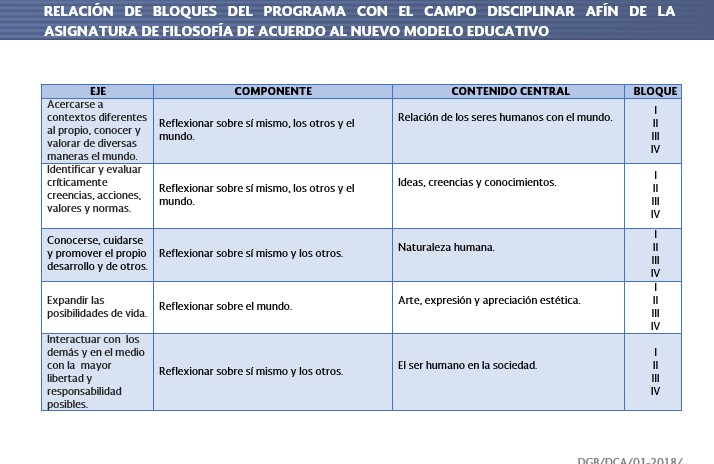 RELACIÓN DE BLOQUES DEL PROGRAMA CON EL CAMPO DISCIPLINAR AFÍN DE LA
ASIGNATURA DE FILOSOFÍA DE ACUERDO AL NUEVO MODELO EDUCATIVO
EJE COMPONENTE CONTENIDO CENTRAL BLOQUE
Acercarse a
contextos diferentes
al propio, conocer y
valorar de diversas
maneras el mundo.
Reflexionar sobre sí mismo, los otros y el
mundo.
Relación de los seres humanos con el mundo.
I
II
III
IV
Identificar y evaluar
críticamente
creencias, acciones,
valores y normas.
Reflexionar sobre sí mismo, los otros y el
mundo.
Ideas, creencias y conocimientos.
I
II
III
IV
Conocerse, cuidarse
y promover el propio
desarrollo y de otros.
Reflexionar sobre sí mismo y los otros.
Naturaleza humana.
I
II
III
IV
Expandir las
posibilidades de vida.
Reflexionar sobre el mundo.
Arte, expresión y apreciación estética.
I
II
III
IV
Interactuar con los
demás y en el medio
con la mayor
libertad y
responsabilidad
posibles.
Reflexionar sobre sí mismo y los otros.
El ser humano en la sociedad.
I
II
III
IV
DGB/DCA/01-2018/